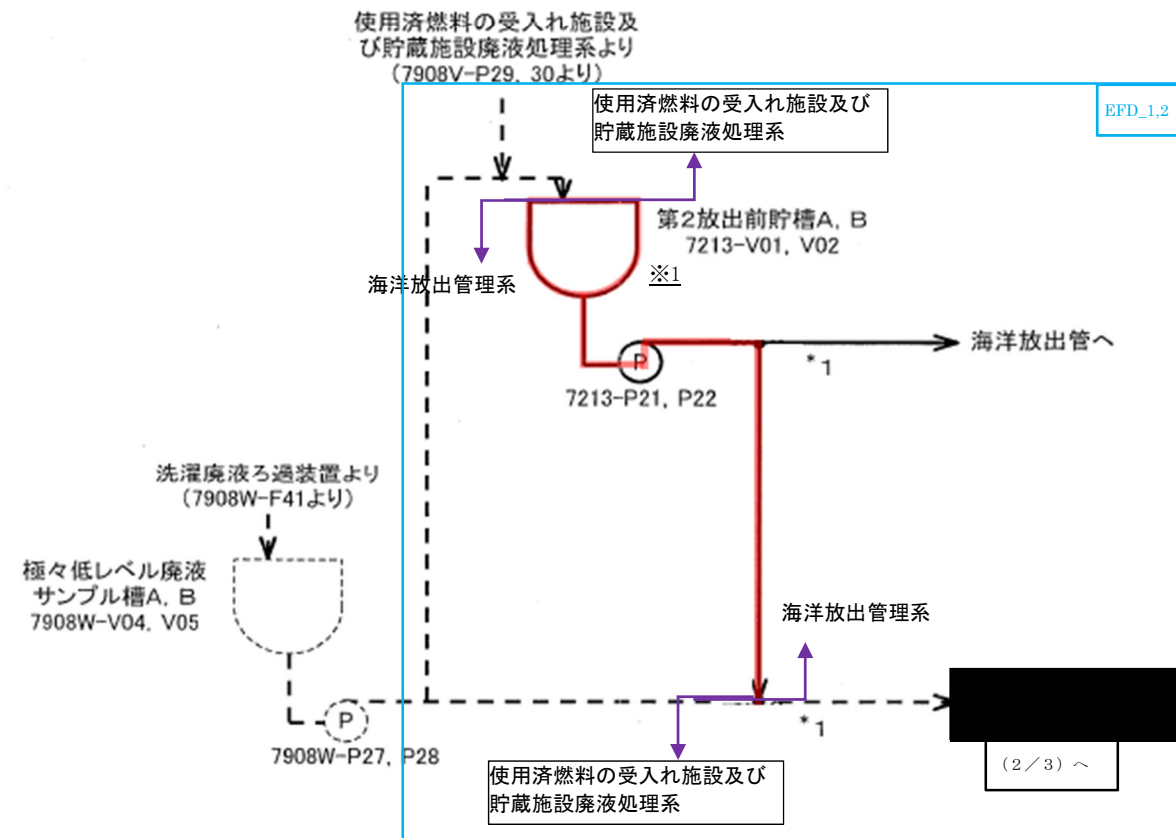 使用済燃料の受入れ施設及
び貯蔵施設廃液処理系より
(7908V-P29, 30より)
EFD_1,2
使用済燃料の受入れ施設及び
貯蔵施設廃液処理系
第2放出前貯槽A, B
7213-V01, V02
※1
海洋放出管理系
海洋放出管へ
*1
P
7213-P21, P22
洗濯廃液ろ過装置より
(7908W-F41より)
極々低レベル廃液
サンプル槽A, B
7908W-V04, V05
海洋放出管理系
P
*1
7908W-P27, P28
使用済燃料の受入れ施設及び
貯蔵施設廃液処理系
(2/3)へ